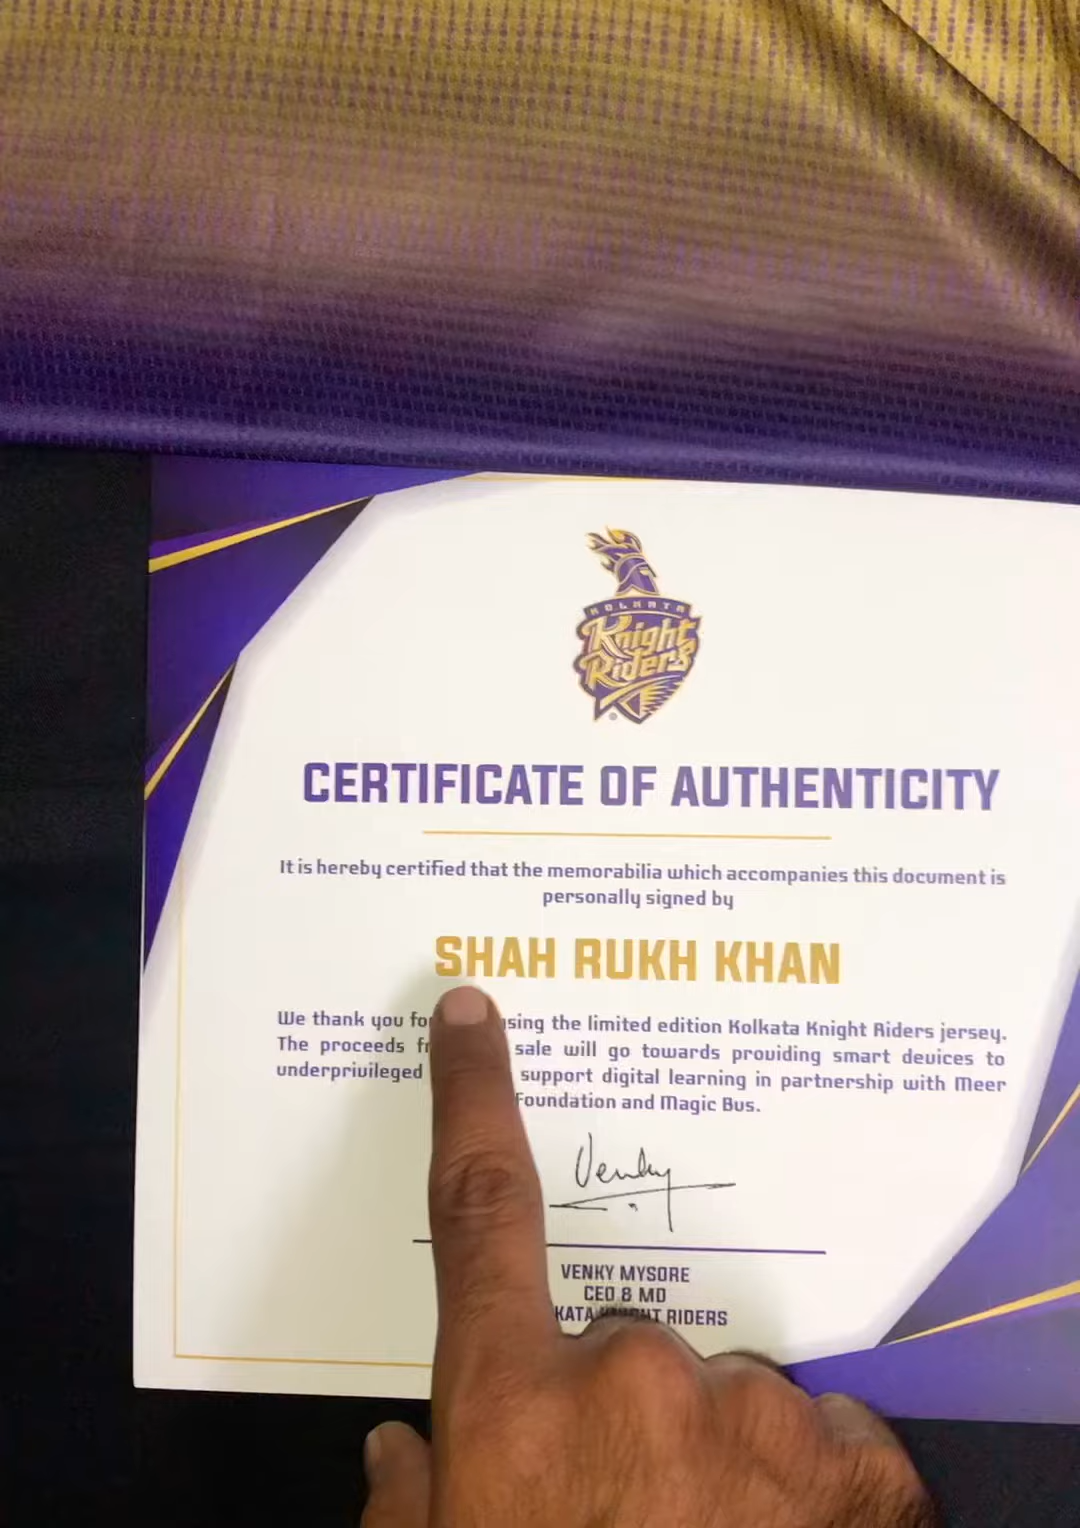 KOLKATA
Knight
Riders
CERTIFICATE OF AUTHENTICITY
It is hereby certified that the memorabilia which accompanies this document is
personally signed by
SHAH RUKH KHAN
We thank you for sing the limited edition Kolkata Knight Riders jersey.
The proceeds sale will go towards providing smart devices to
underprivileged support digital learning in partnership with Meer
Foundation and Magic Bus.
Venky
VENKY MYSORE
CEO & MD
KATA KNIGHT RIDERS